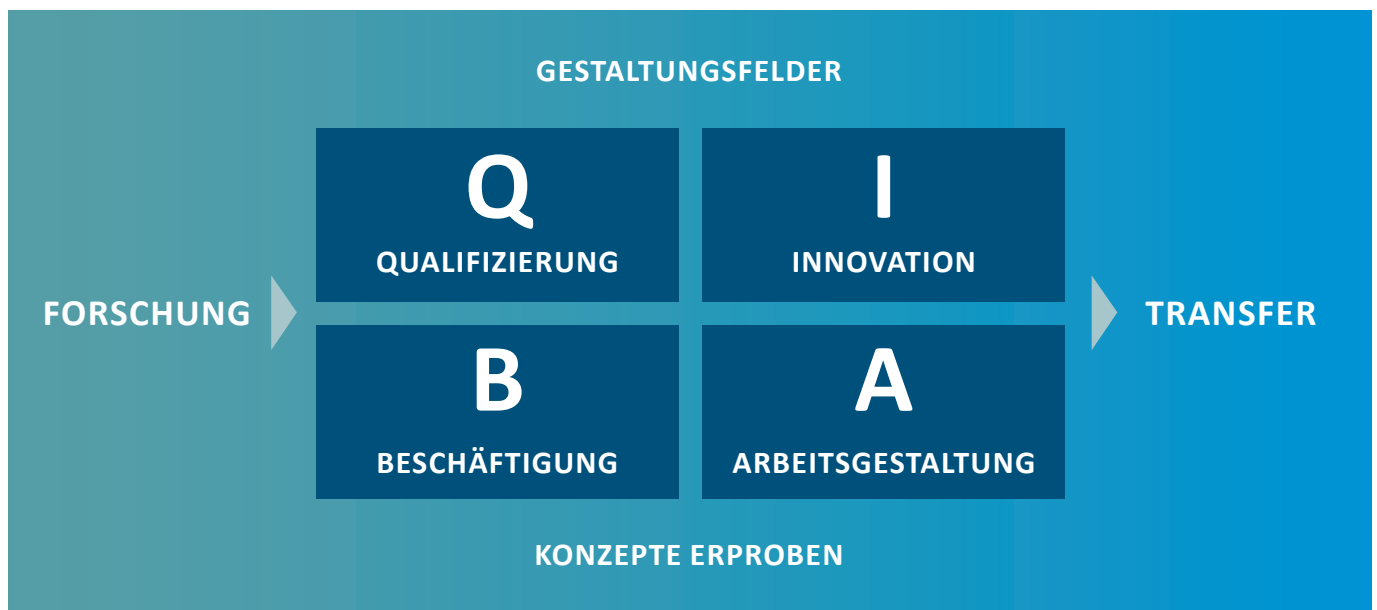 GESTALTUNGSFELDER
Q
QUALIFIZIERUNG
I
INNOVATION
FORSCHUNG
TRANSFER
B
BESCHÄFTIGUNG
A
ARBEITSGESTALTUNG
KONZEPTE ERPROBEN